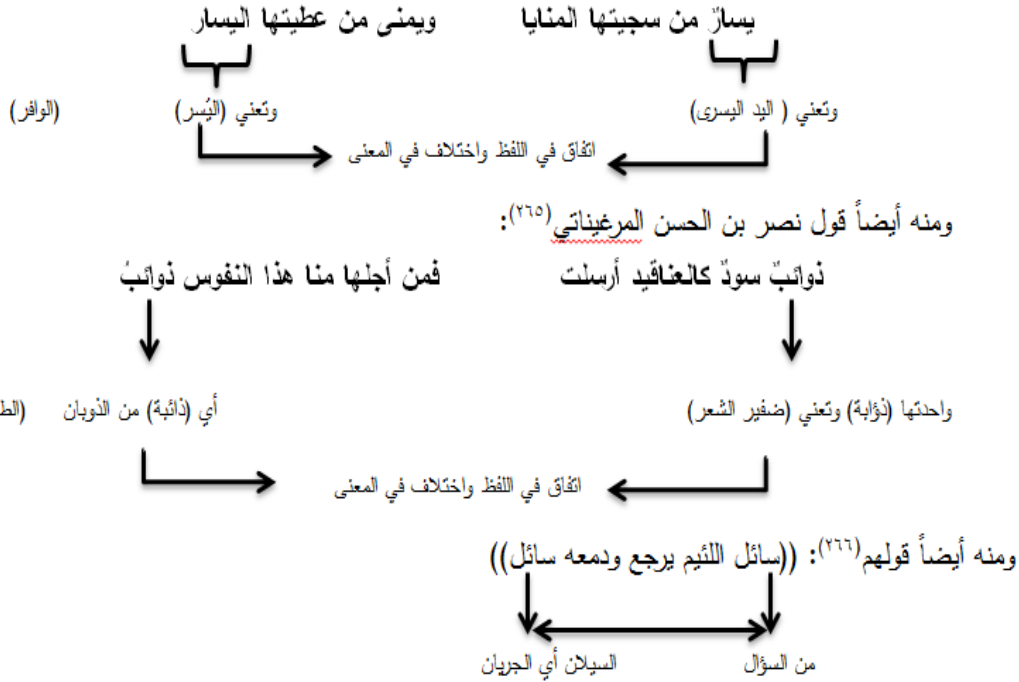 يسارٌ من سجيتها المنايا ويمنى من عطيتها اليسار
وتعني ( اليد اليسرى) وتعني (اليُسر) (الوافر)
اتفاق في اللفظ واختلاف في المعنى
ومنه أيضاً قول نصر بن الحسن المرغيناتي(٢٦٥):
ذوائبٌ سودٌ كالعناقيد أرسلت فمن أجلها منا هذا النفوس ذوائبُ
واحدتها (ذؤابة) وتعني (ضفير الشعر) أي (ذائبة) من الذوبان (الط
اتفاق في اللفظ واختلاف في المعنى
ومنه أيضاً قولهم(٢٦٦): ((سائل اللئيم يرجع ودمعه سائل))
من السؤال السيلان أي الجريان